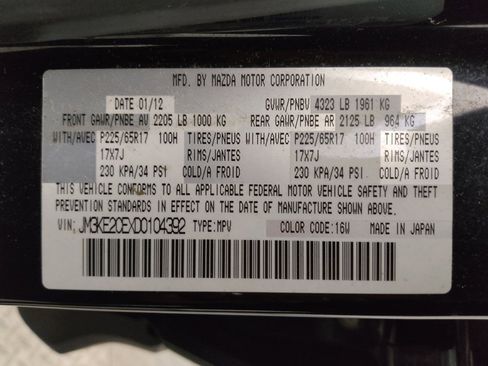 MFD. BY MAZDA MOTOR CORPORATION
DATE 01/12 GVWR/PNBV 4323 LB 1961 KG
FRONT GAWR/PNBE AV 2205 LB 1000 KG REAR GAWR/PNBE AR 2125 LB 964 KG
WITH/AVEC P225/65R17 100H TIRES/PNEUS WITH/AVEC P225/65R17 100H TIRES/PNEUS
17X7J RIMS/JANTES 17X7J RIMS/JANTES
230 KPA/34 PSI COLD/A FROID 230 KPA/34 PSI COLD/A FROID
THIS VEHICLE CONFORMS TO ALL APPLICABLE FEDERAL MOTOR VEHICLE SAFETY AND THEFT
PREVENTION STANDARDS IN EFFECT ON THE DATE OF MANUFACTURE SHOWN ABOVE.
VIN:JM3KE2CEXD0104392 TYPE:MPV COLOR CODE:16W MADE IN JAPAN